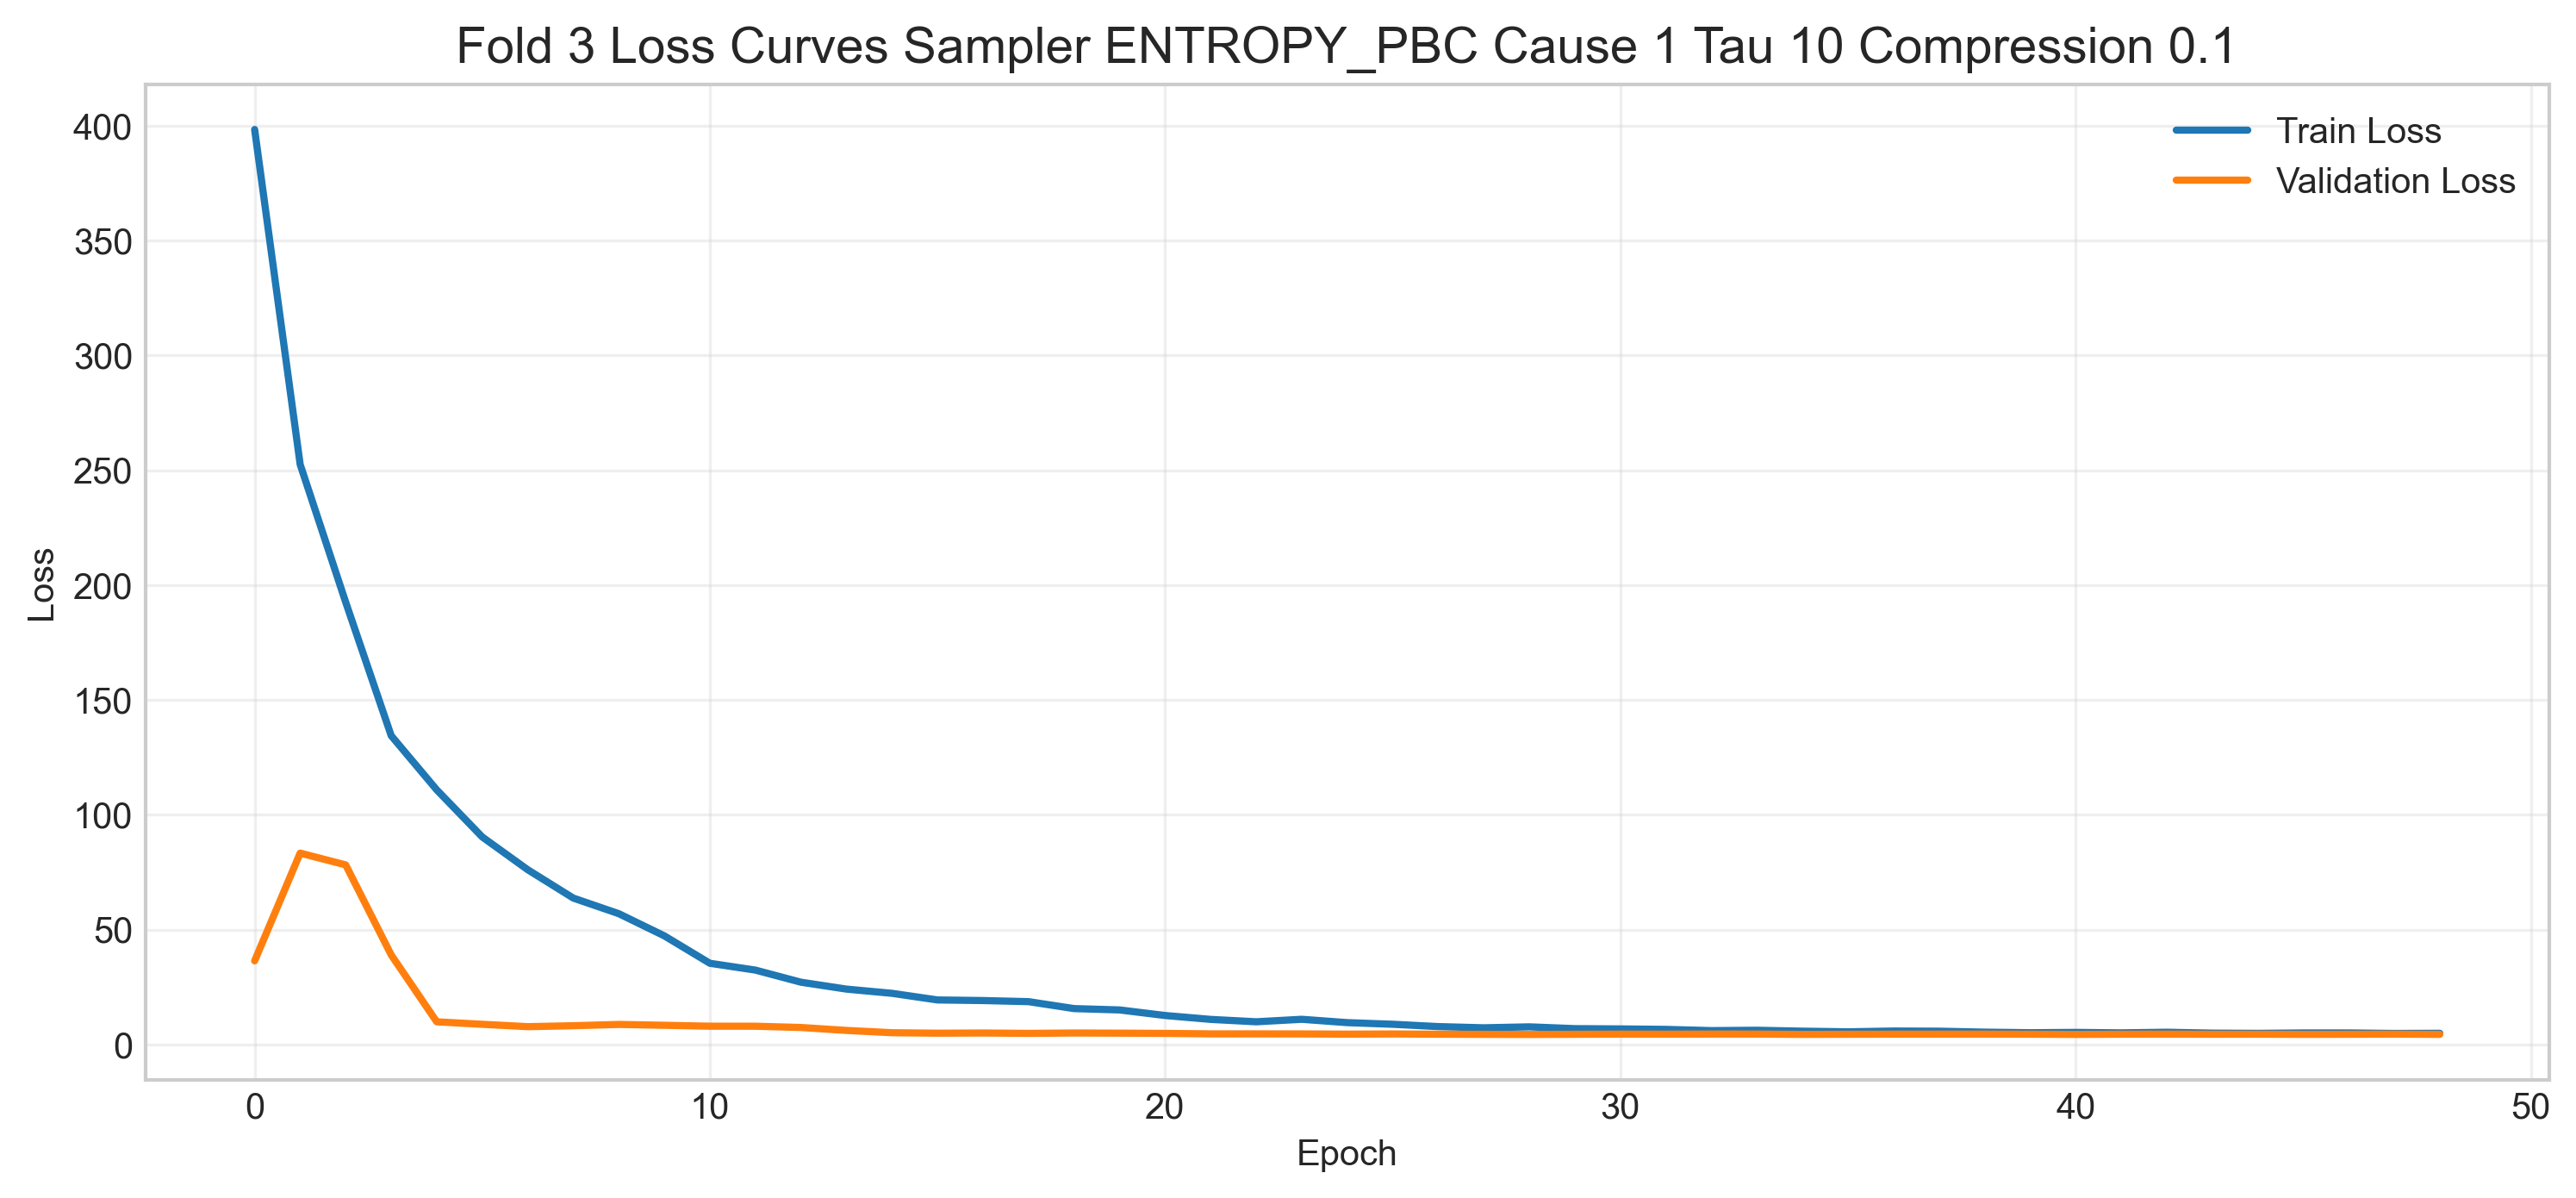 Fold 3 Loss Curves Sampler ENTROPY_PBC Cause 1 Tau 10 Compression 0.1
Train Loss
Validation Loss
400
350
300
250
200
150
100
50
0
Loss
0 10 20 30 40 50
Epoch